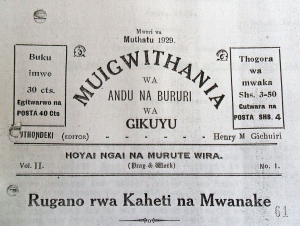 Mweri wa
Muthatu 1929.
Buku
imwe
30 cts.
Egitwarwo na
POSTA 40 Cts
MUIGWITHANIA
WA
ANDU NA BURURI
WA
GIKUYU
Thogora
wa
mwaka
Shs. 3-50
Cutwara na
POSTA SHS. 4
MUTHONDEKI (EDITOR) Henry M Gichuiri
HOYAI NGAI NA MURUTE WIRA.
Vol. II. (Pray & Work) No. 1.
Rugano rwa Kaheti na Mwanake
61